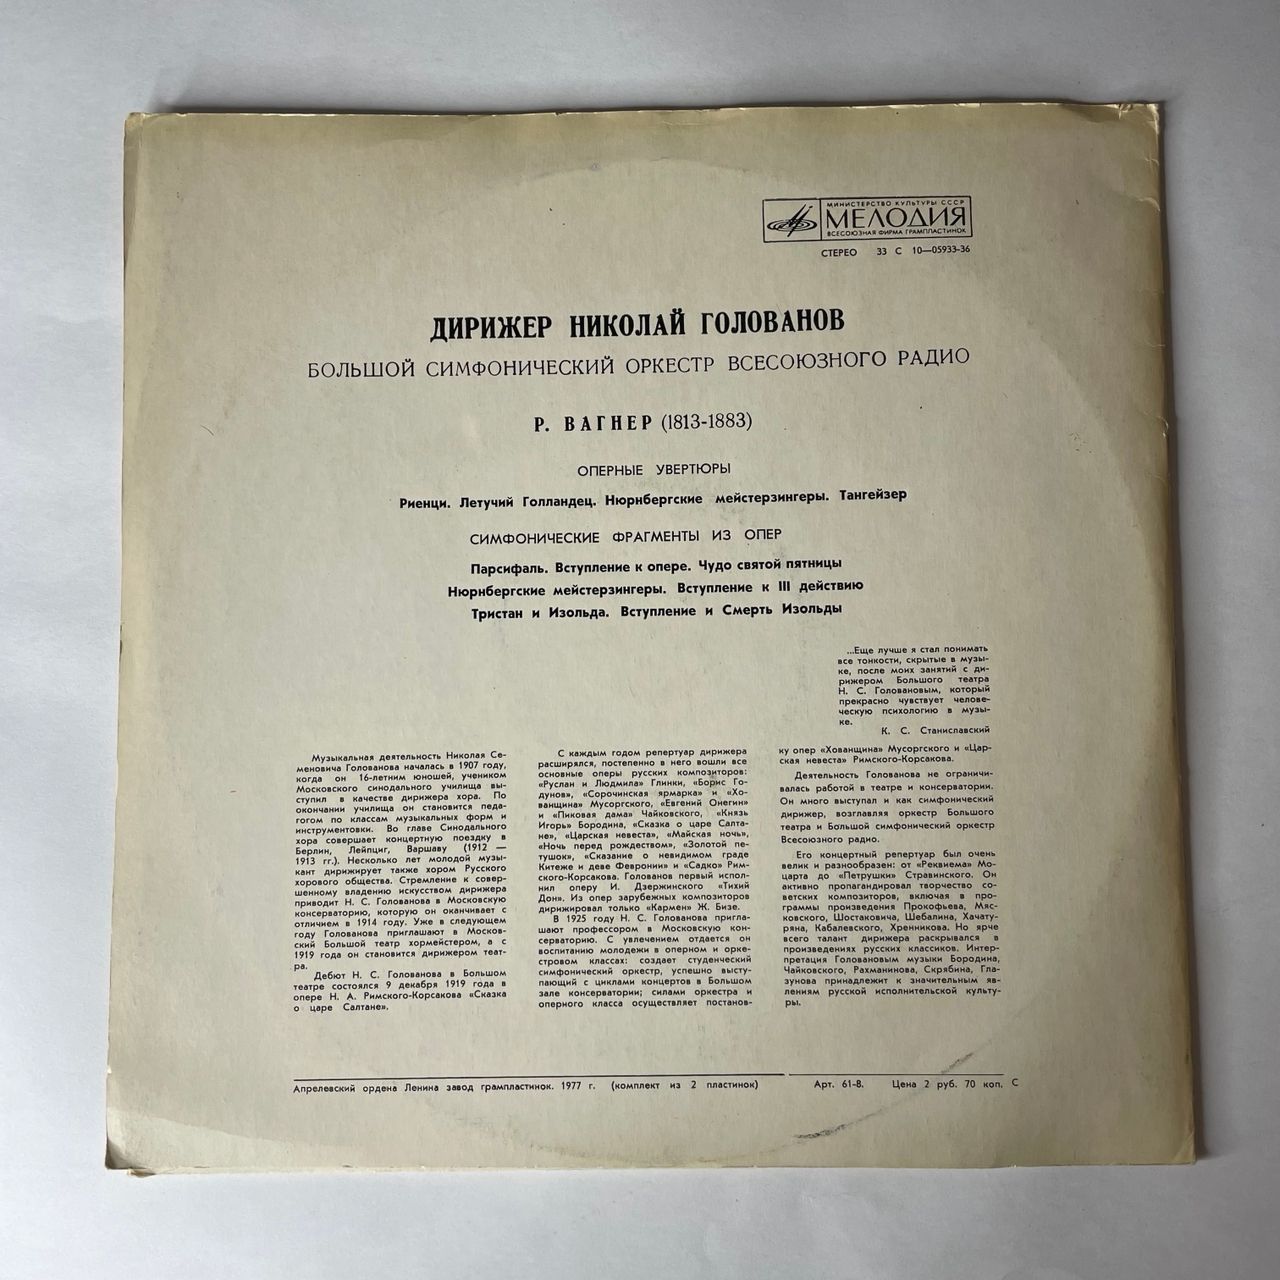 МИНИСТЕРСТВО КУЛЬТУРЫ СССР
МЕЛОДИЯ
ВСЕСОЮЗНАЯ ФИРМА ГРАМПЛАСТИНОК
СТЕРЕО 33 С 10—05933-36
ДИРИЖЕР НИКОЛАЙ ГОЛОВАНОВ
БОЛЬШОЙ СИМФОНИЧЕСКИЙ ОРКЕСТР ВСЕСОЮЗНОГО РАДИО
Р. ВАГНЕР (1813-1883)
ОПЕРНЫЕ УВЕРТЮРЫ
Риенци. Летучий Голландец. Нюрнбергские мейстерзингеры. Тангейзер
СИМФОНИЧЕСКИЕ ФРАГМЕНТЫ ИЗ ОПЕР
Парсифаль. Вступление к опере. Чудо святой пятницы
Нюрнбергские мейстерзингеры. Вступление к III действию
Тристан и Изольда. Вступление и Смерть Изольды
...Еще лучше я стал понимать
все тонкости, скрытые в музы-
ке, после моих занятий с ди-
рижером Большого театра
Н. С. Головановым, который
прекрасно чувствует челове-
ческую психологию в музы-
ке.
К. С. Станиславский
Музыкальная деятельность Николая Се-
меновича Голованова началась в 1907 году,
когда он 16-летним юношей, учеником
Московского синодального училища вы-
ступил в качестве дирижера хора. По
окончании училища он становится педа-
гогом по классам музыкальных форм и
инструментовки. Во главе Синодального
хора совершает концертную поездку в
Берлин, Лейпциг, Варшаву (1912 —
1913 гг.). Несколько лет молодой музы-
кант дирижирует также хором Русского
хорового общества. Стремление к совер-
шенному владению искусством дирижера
приводит Н. С. Голованова в Московскую
консерваторию, которую он оканчивает с
отличием в 1914 году. Уже в следующем
году Голованова приглашают в Москов-
ский Большой театр хормейстером, а с
1919 года он становится дирижером теат-
ра.
Дебют Н. С. Голованова в Большом
театре состоялся 9 декабря 1919 года в
опере Н. А. Римского-Корсакова «Сказка
о царе Салтане».
С каждым годом репертуар дирижера
расширялся, постепенно в него вошли все
основные оперы русских композиторов:
«Руслан и Людмила» Глинки, «Борис Го-
дунов», «Сорочинская ярмарка» и «Хо-
ванщина» Мусоргского, «Евгений Онегин»
и «Пиковая дама» Чайковского, «Князь
Игорь» Бородина, «Сказка о царе Салта-
не», «Царская невеста», «Майская ночь»,
«Ночь перед рождеством», «Золотой пе-
тушок», «Сказание о невидимом граде
Китеже и деве Февронии» и «Садко» Рим-
ского-Корсакова. Голованов первый испол-
нил оперу И. Дзержинского «Тихий
Дон». Из опер зарубежных композиторов
дирижировал только «Кармен» Ж. Бизе.
В 1925 году Н. С. Голованова пригла-
шают профессором в Московскую кон-
серваторию. С увлечением отдается он
воспитанию молодежи в оперном и орке-
стровом классах: создает студенческий
симфонический оркестр, успешно высту-
пающий с циклами концертов в Большом
зале консерватории; силами оркестра и
оперного класса осуществляет постанов-
ку опер «Хованщина» Мусоргского и «Цар-
ская невеста» Римского-Корсакова.
Деятельность Голованова не ограничи-
валась работой в театре и консерватории.
Он много выступал и как симфонический
дирижер, возглавляя оркестр Большого
театра и Большой симфонический оркестр
Всесоюзного радио.
Его концертный репертуар был очень
велик и разнообразен: от «Реквиема» Мо-
царта до «Петрушки» Стравинского. Он
активно пропагандировал творчество со-
ветских композиторов, включая в про-
граммы произведения Прокофьева, Мяс-
ковского, Шостаковича, Шебалина, Хачату-
ряна, Кабалевского, Хренникова. Но ярче
всего талант дирижера раскрывался в
произведениях русских классиков. Интер-
претация Головановым музыки Бородина,
Чайковского, Рахманинова, Скрябина, Гла-
зунова принадлежит к значительным яв-
лениям русской исполнительской культу-
ры.
Апрелевский ордена Ленина завод грампластинок. 1977 г. (комплект из 2 пластинок) Арт. 61-8. Цена 2 руб. 70 коп. С